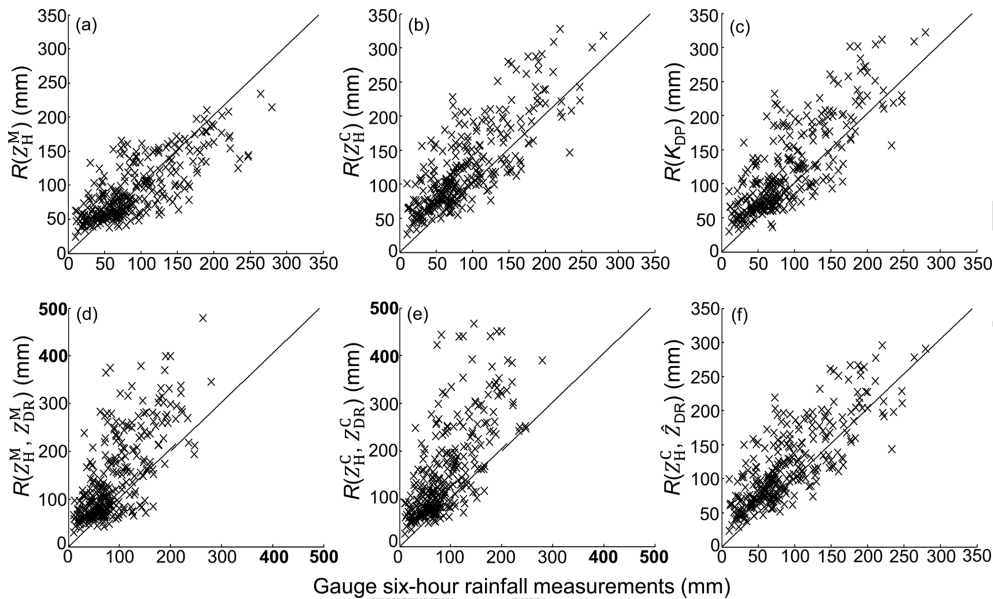 (a)
R(Z_H^M) (mm)
350
300
250
200
150
100
50
0
0 50 100 150 200 250 300 350
(b)
R(Z_H^C) (mm)
350
300
250
200
150
100
50
0
0 50 100 150 200 250 300 350
(c)
R(K_DP) (mm)
350
300
250
200
150
100
50
0
0 50 100 150 200 250 300 350
(d)
R(Z_H^M, Z_DR^M) (mm)
500
400
300
200
100
0
0 100 200 300 400 500
(e)
R(Z_H^C, Z_DR^C) (mm)
500
400
300
200
100
0
0 100 200 300 400 500
(f)
R(Z_H^C, Ẑ_DR) (mm)
350
300
250
200
150
100
50
0
0 50 100 150 200 250 300 350
Gauge six-hour rainfall measurements (mm)